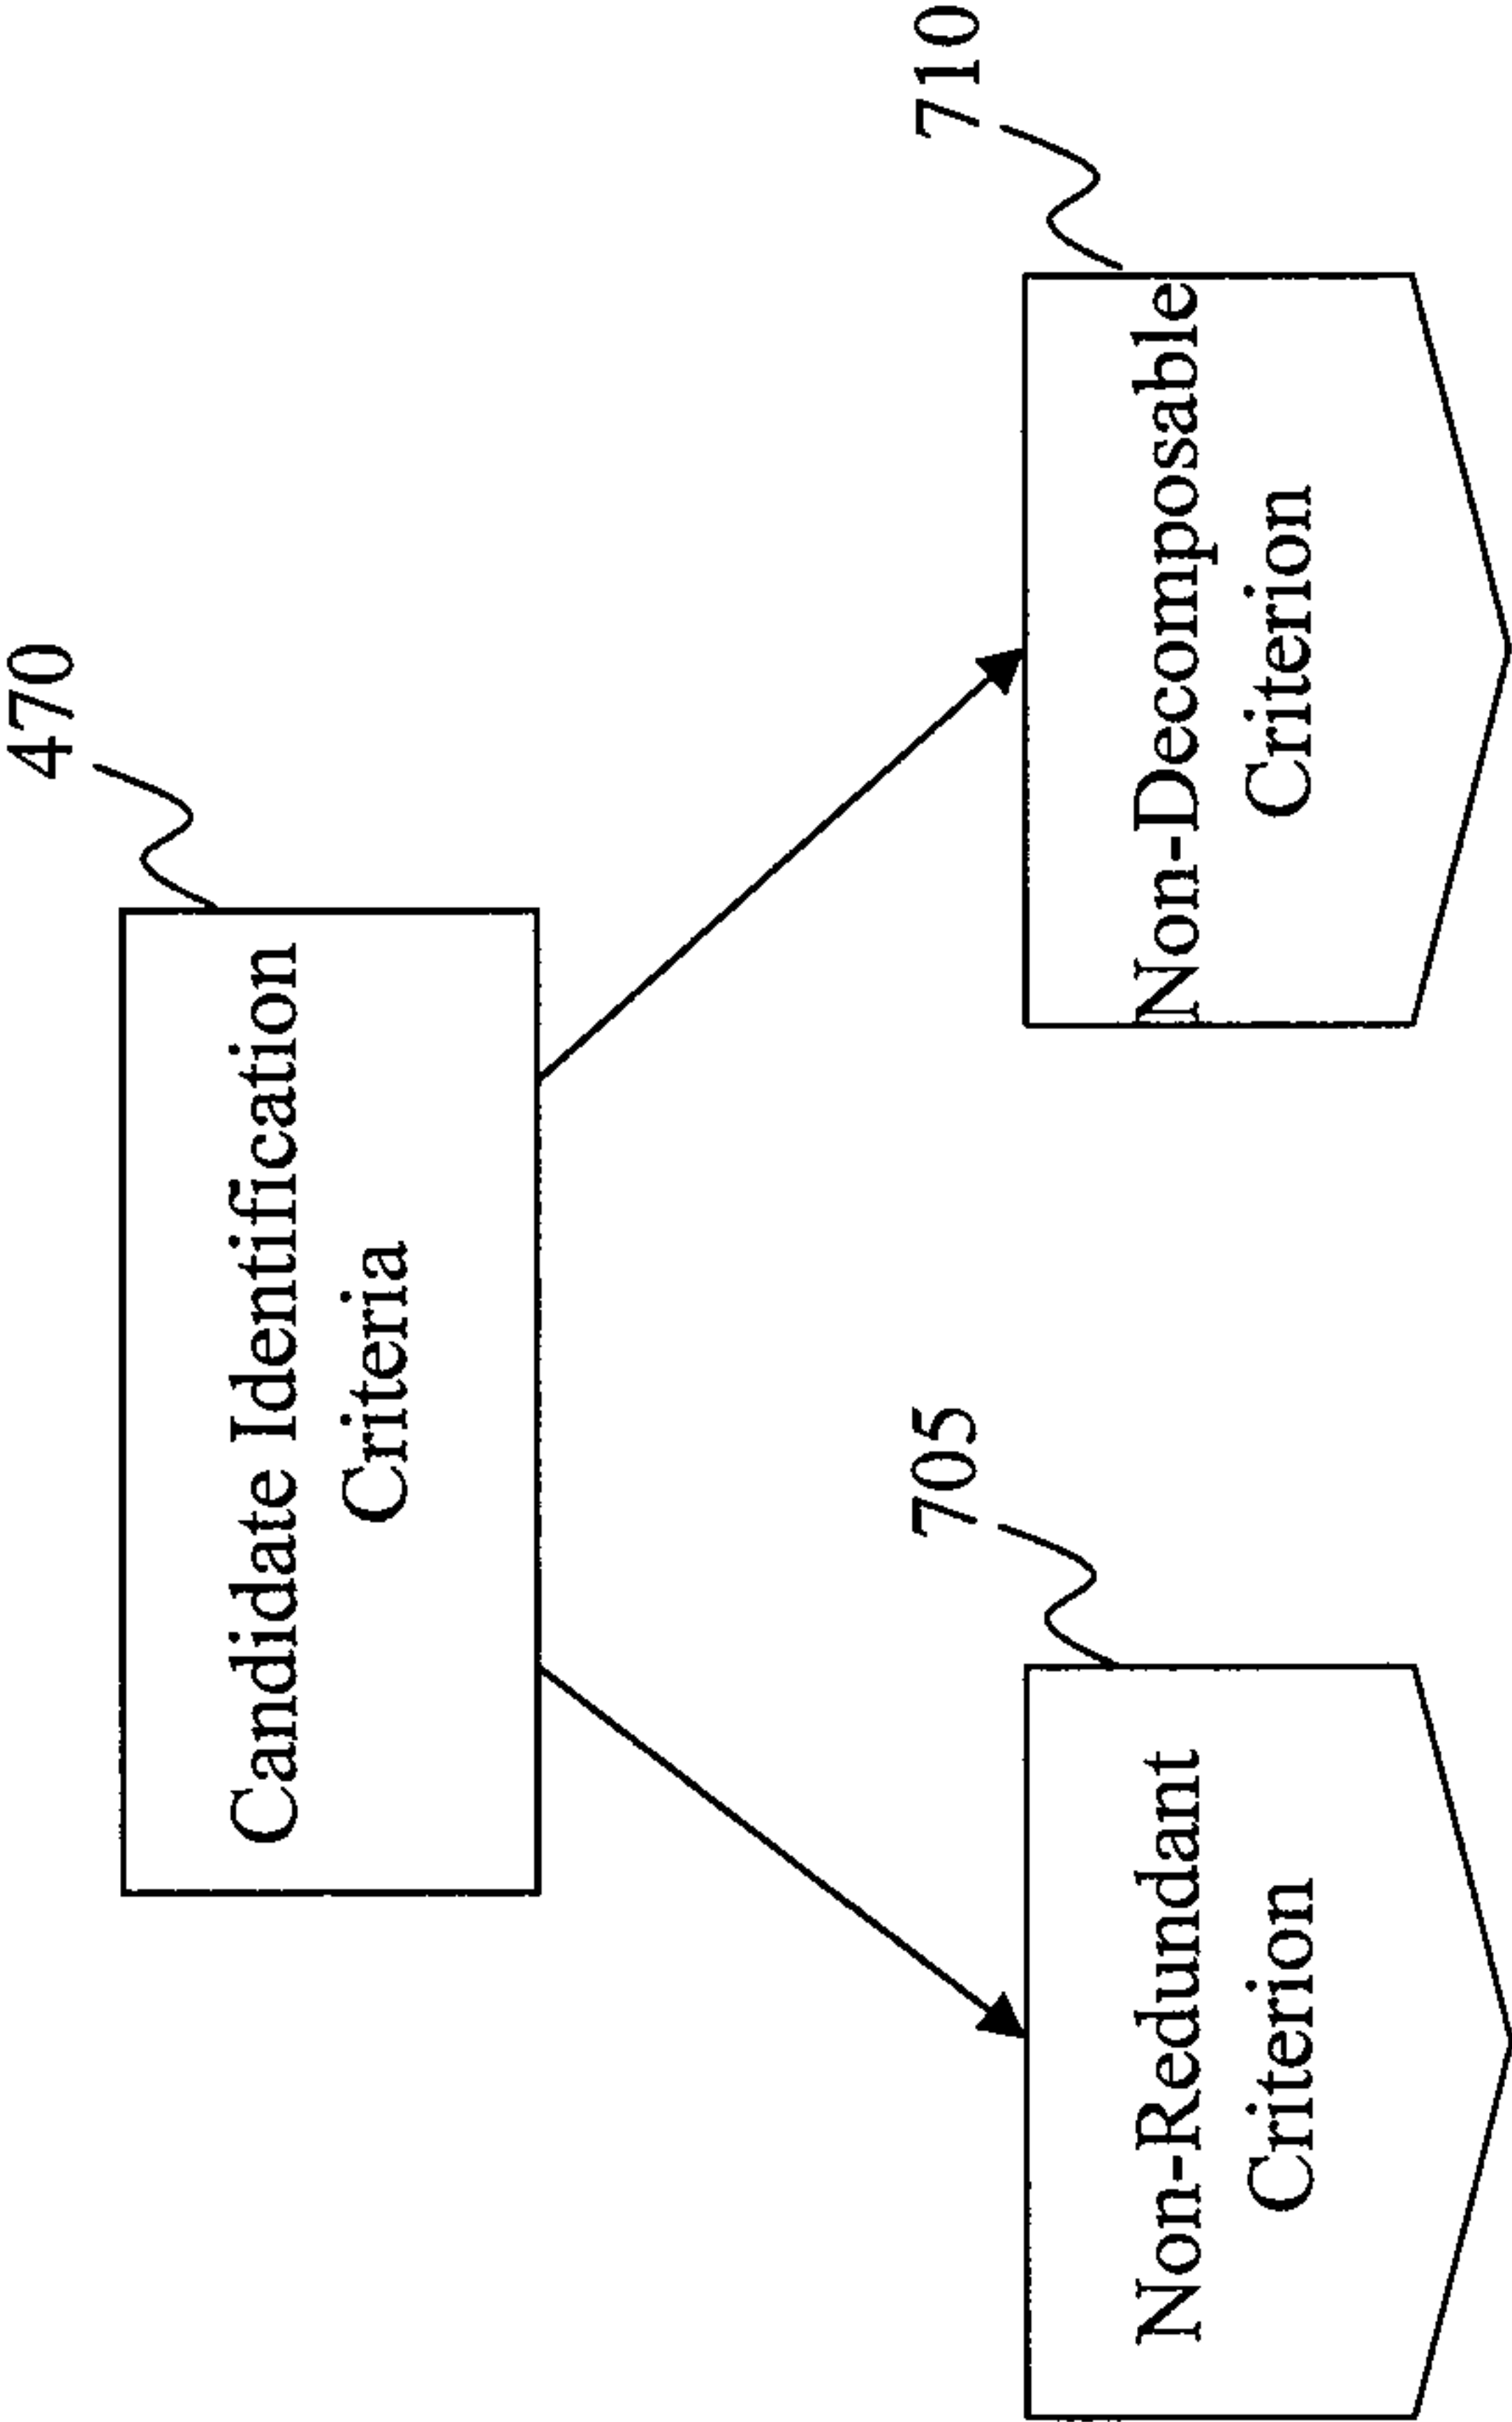 470
Candidate Identification
Criteria
705
710
Non-Redundant
Criterion
Non-Decomposable
Criterion